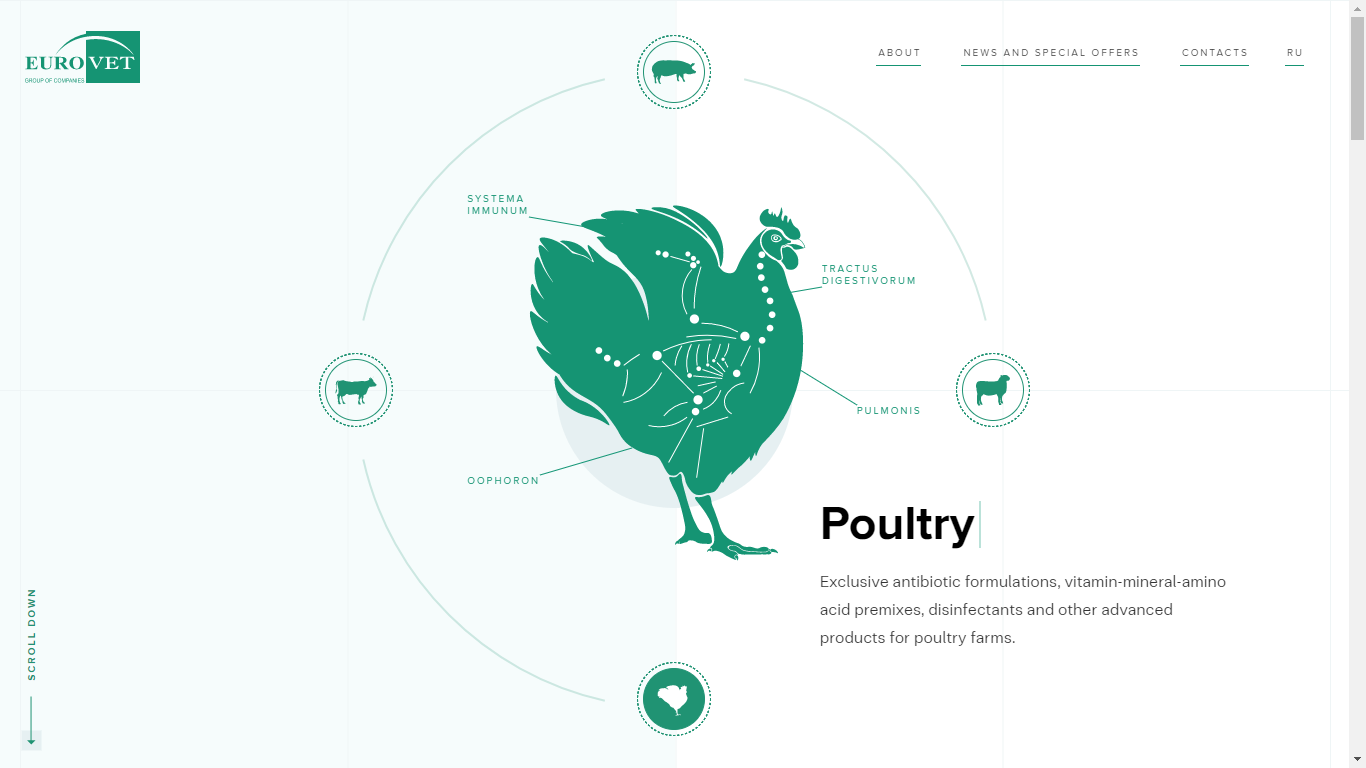 EUROVET
GROUP OF COMPANIES
ABOUT
NEWS AND SPECIAL OFFERS
CONTACTS
RU
SYSTEMA
IMMUNUM
TRACTUS
DIGESTIVORUM
PULMONIS
OOPHORON
Poultry
Exclusive antibiotic formulations, vitamin-mineral-amino
acid premixes, disinfectants and other advanced
products for poultry farms.
SCROLL DOWN